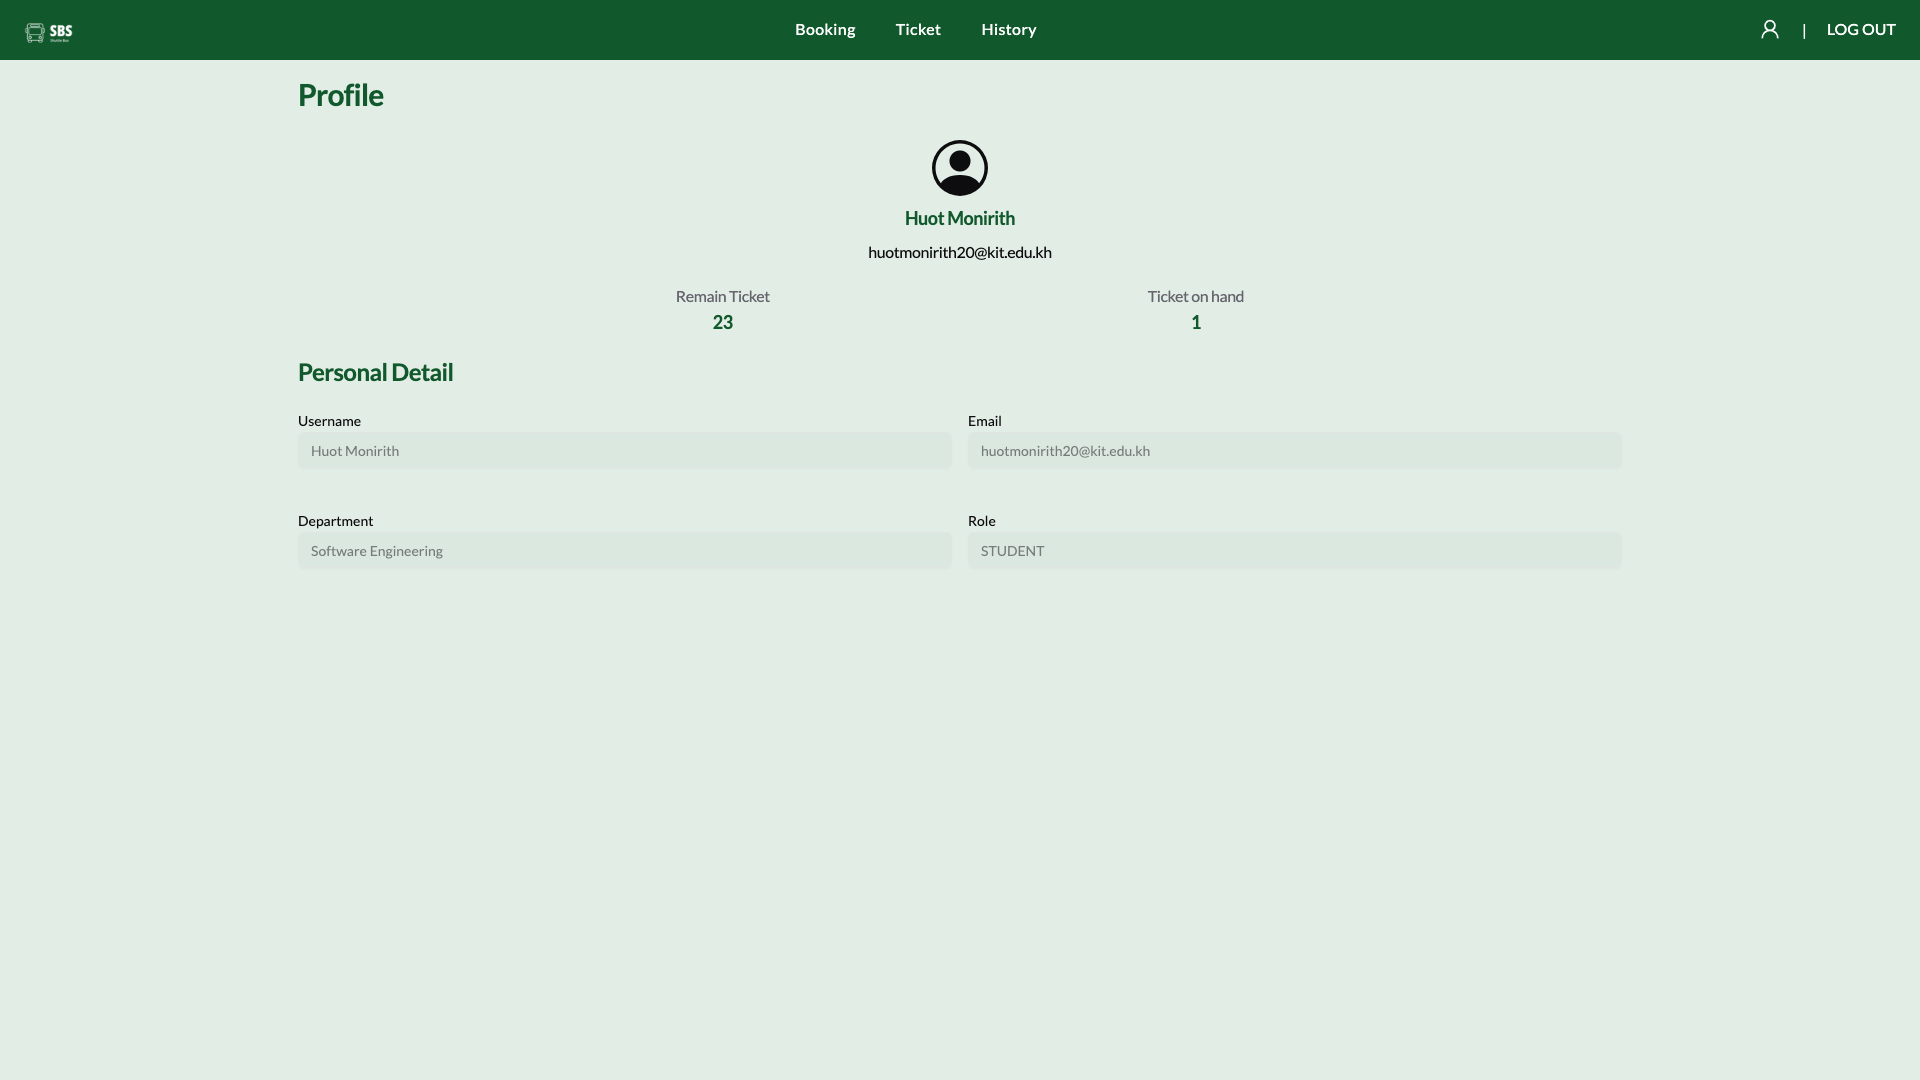 SBS
Booking
Ticket
History
|
LOG OUT
Profile
Huot Monirith
huotmonirith20@kit.edu.kh
Remain Ticket
Ticket on hand
23
1
Personal Detail
Username
Email
Huot Monirith
huotmonirith20@kit.edu.kh
Department
Role
Software Engineering
STUDENT